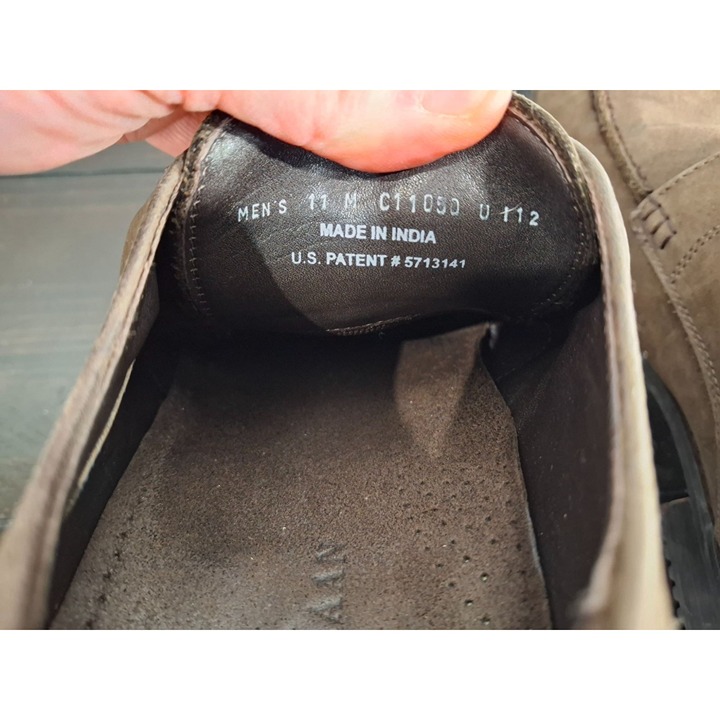 MEN'S 11 M C11050 U 112
MADE IN INDIA
U.S. PATENT # 5713141